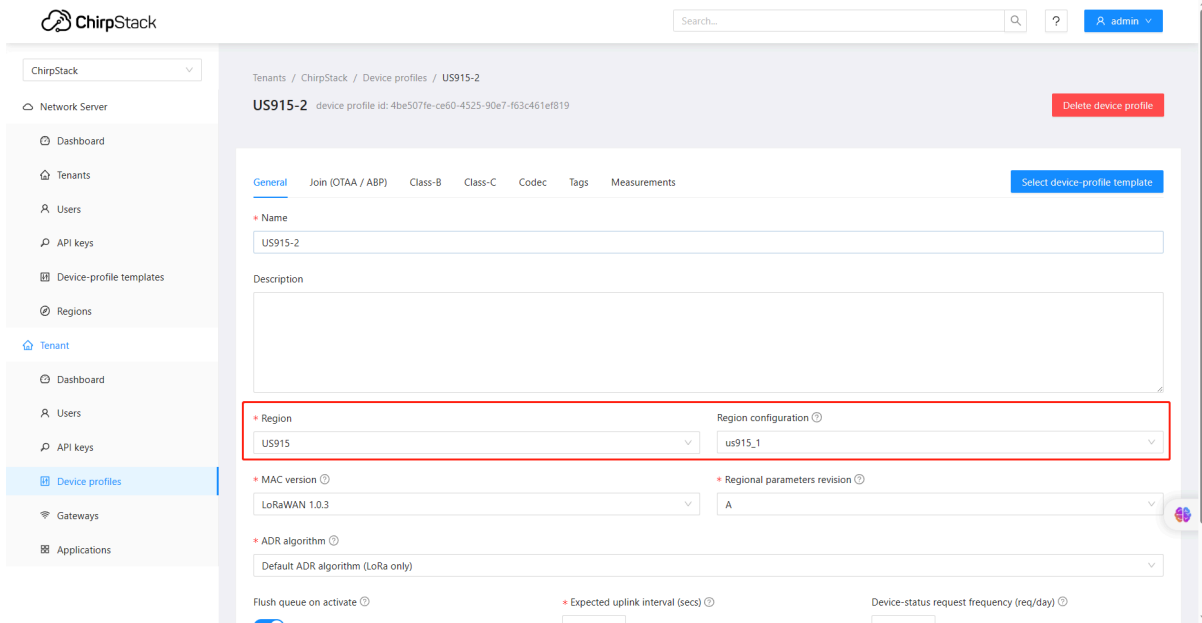 ChirpStack
Search...
?
admin
ChirpStack
Network Server
Dashboard
Tenants
Users
API keys
Device-profile templates
Regions
Tenant
Dashboard
Users
API keys
Device profiles
Gateways
Applications
Tenants / ChirpStack / Device profiles / US915-2
US915-2 device profile id: 4be507fe-ce60-4525-90e7-f63c461ef819
Delete device profile
General Join (OTAA / ABP) Class-B Class-C Codec Tags Measurements
Select device-profile template
* Name
US915-2
Description
* Region
Region configuration ?
US915
us915_1
* MAC version ?
* Regional parameters revision ?
LoRaWAN 1.0.3
A
* ADR algorithm ?
Default ADR algorithm (LoRa only)
Flush queue on activate ?
* Expected uplink interval (secs) ?
Device-status request frequency (req/day) ?